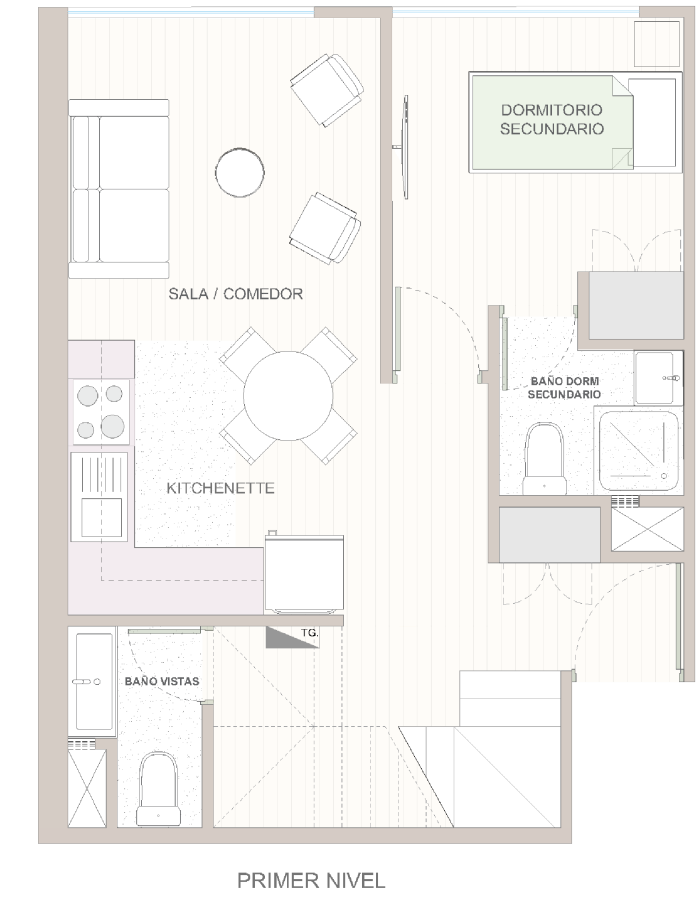 DORMITORIO
SECUNDARIO
SALA / COMEDOR
BAÑO DORM
SECUNDARIO
KITCHENETTE
TG.
BAÑO VISTAS
PRIMER NIVEL